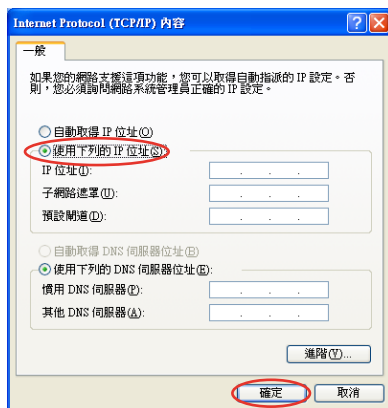 Internet Protocol (TCP/IP) 內容
一般
如果您的網路支援這項功能，您可以取得自動指派的 IP 設定。否
則，您必須詢問網路系統管理員正確的 IP 設定。
自動取得 IP 位址(O)
使用下列的 IP 位址(S):
IP 位址(I):
子網路遮罩(U):
預設閘道(D):
自動取得 DNS 伺服器位址(B)
使用下列的 DNS 伺服器位址(E):
慣用 DNS 伺服器(P):
其他 DNS 伺服器(A):
進階(V)...
確定 取消